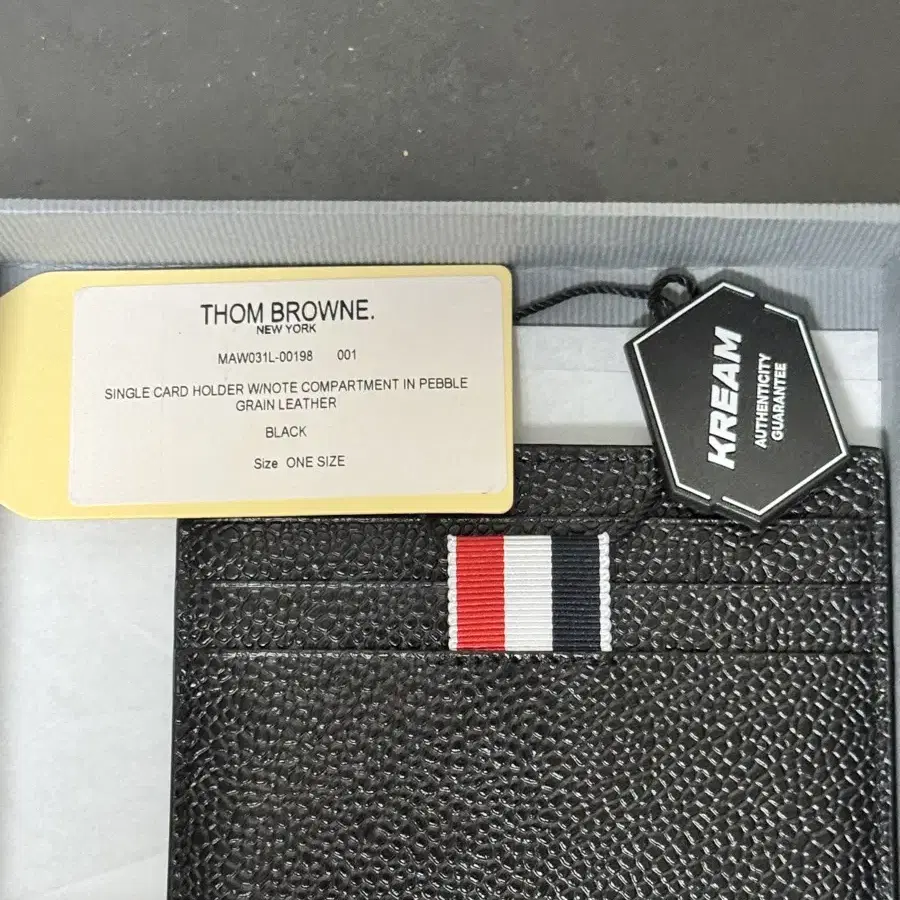 THOM BROWNE.
NEW YORK
MAW031L-00198 001
SINGLE CARD HOLDER W/NOTE COMPARTMENT IN PEBBLE
GRAIN LEATHER
BLACK
Size ONE SIZE
KREAM
AUTHENTICITY
GUARANTEE